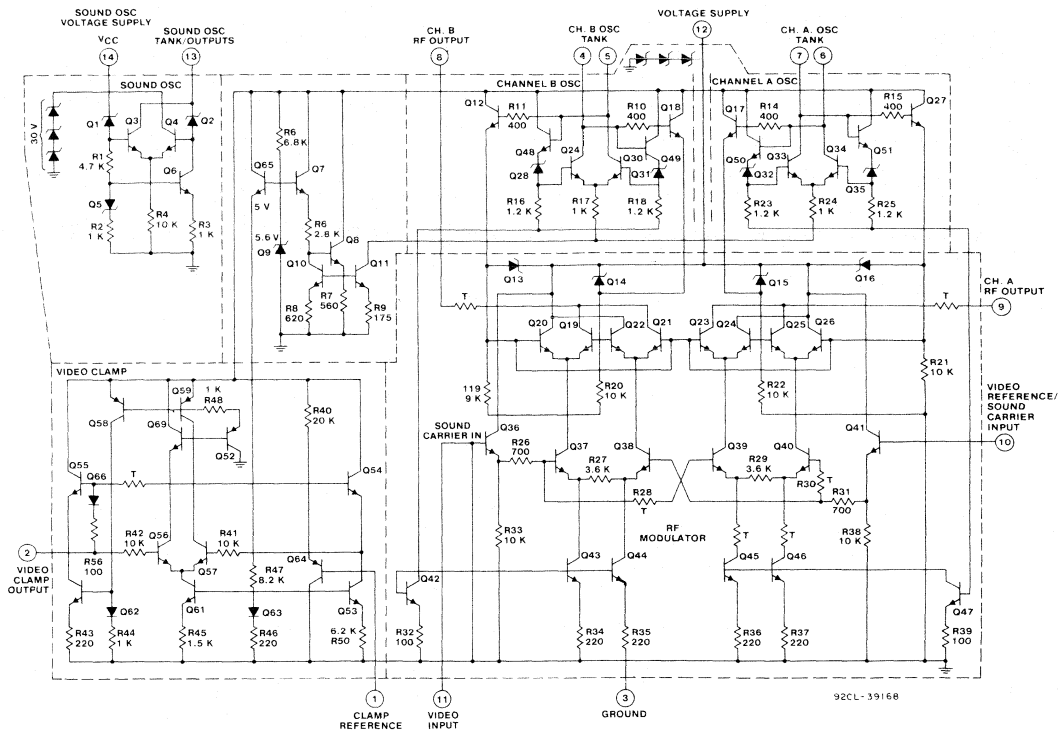 SOUND OSC
VOLTAGE SUPPLY
VCC
14
SOUND OSC
TANK/OUTPUTS
13
CH. B
RF OUTPUT
8
CH. B OSC
TANK
4
5
VOLTAGE SUPPLY
12
CH. A. OSC
TANK
7
6
SOUND OSC
CHANNEL B OSC
CHANNEL A OSC
30 V
Q1
Q3
Q4
Q2
R1
4.7 K
Q6
Q5
R2
1 K
R4
10 K
R3
1 K
R6
6.8K
Q65
Q7
5 V
5.6 V
Q9
R6
2.8 K
Q8
Q10
Q11
R8
620
R7
560
R9
175
Q12
R11
400
R10
400
Q18
Q48
Q24
Q28
Q30
Q31
Q49
R16
1.2 K
R17
1 K
R18
1.2 K
Q17
R14
400
R15
400
Q27
Q50
Q33
Q32
Q34
Q51
Q35
R23
1.2 K
R24
1 K
R25
1.2 K
Q13
Q14
Q15
Q16
T
T
CH. A
RF OUTPUT
9
Q20
Q19
Q22
Q21
Q23
Q24
Q25
Q26
119
9 K
R20
10 K
R22
10 K
R21
10 K
VIDEO
REFERENCE/
SOUND
CARRIER
INPUT
10
SOUND
CARRIER IN
Q36
R26
700
Q37
R27
3.6 K
Q38
Q39
R29
3.6 K
Q40
Q41
T
R30
R31
700
R28
T
R33
10 K
RF
MODULATOR
T
T
R38
10 K
Q42
Q43
Q44
Q45
Q46
Q47
R32
100
R34
220
R35
220
R36
220
R37
220
R39
100
VIDEO CLAMP
1 K
Q59
R48
Q58
Q69
Q52
R40
20 K
Q55
Q66
T
Q54
R42
10 K
Q56
R41
10 K
2
VIDEO
CLAMP
OUTPUT
R56
100
Q57
R47
8.2 K
Q64
Q62
Q61
Q63
Q53
R43
220
R44
1 K
R45
1.5 K
R46
220
6.2 K
R50
1
CLAMP
REFERENCE
11
VIDEO
INPUT
3
GROUND
92CL-39168